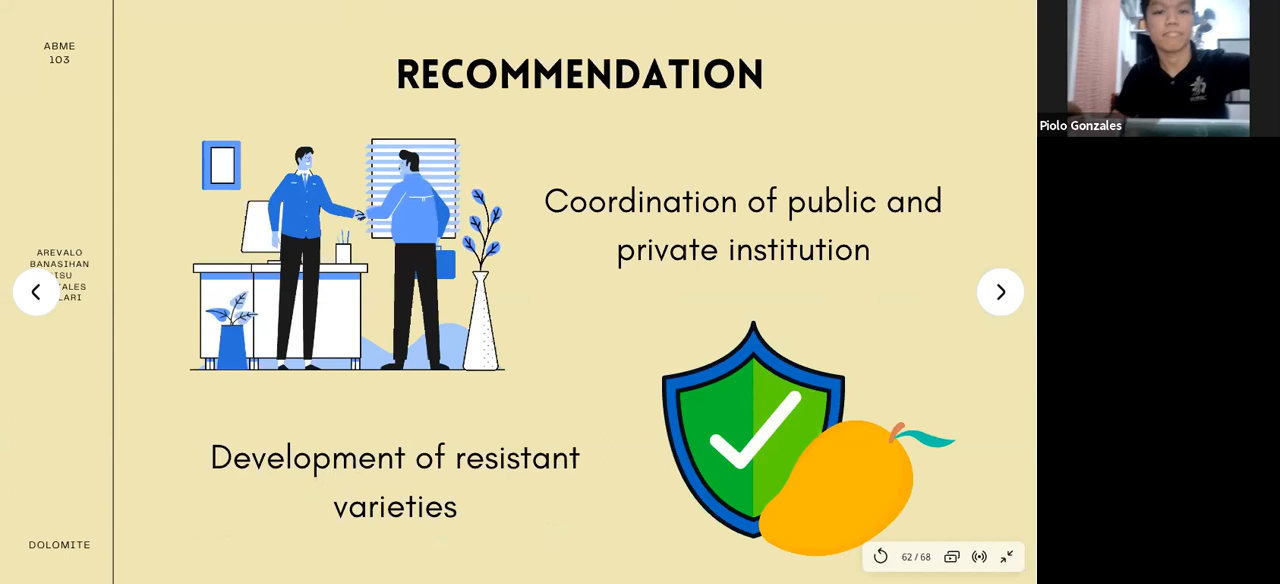 ABME
103
RECOMMENDATION
Coordination of public and
private institution
AREVALO
BANASIHAN
Development of resistant
varieties
DOLOMITE
62 / 68
Piolo Gonzales